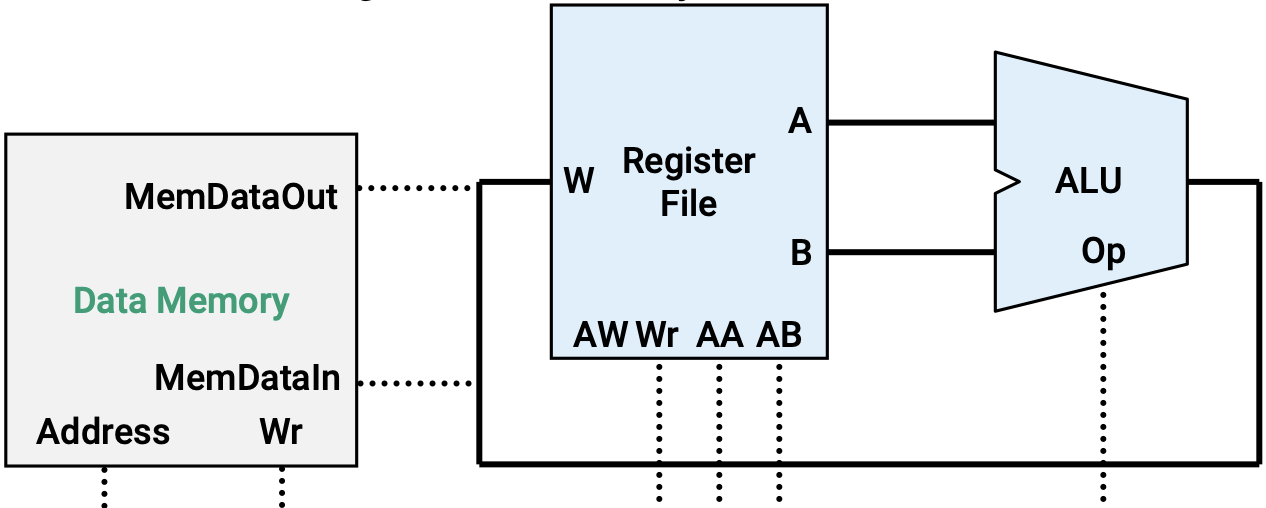 MemDataOut
Data Memory
MemDataIn
Address Wr
A
W Register
File
B
AW Wr AA AB
ALU
Op